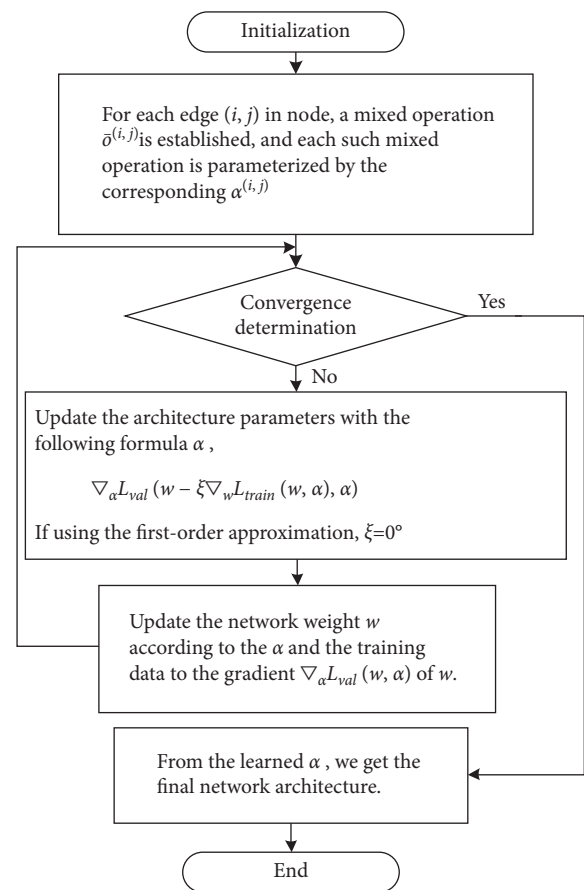 Initialization
For each edge (i, j) in node, a mixed operation
ō^(i, j) is established, and each such mixed
operation is parameterized by the
corresponding α^(i, j)
Convergence
determination
Yes
No
Update the architecture parameters with the
following formula α ,
▽_α L_val (w – ξ▽_w L_train (w, α), α)
If using the first-order approximation, ξ=0°
Update the network weight w
according to the α and the training
data to the gradient ▽_α L_val (w, α) of w.
From the learned α , we get the
final network architecture.
End